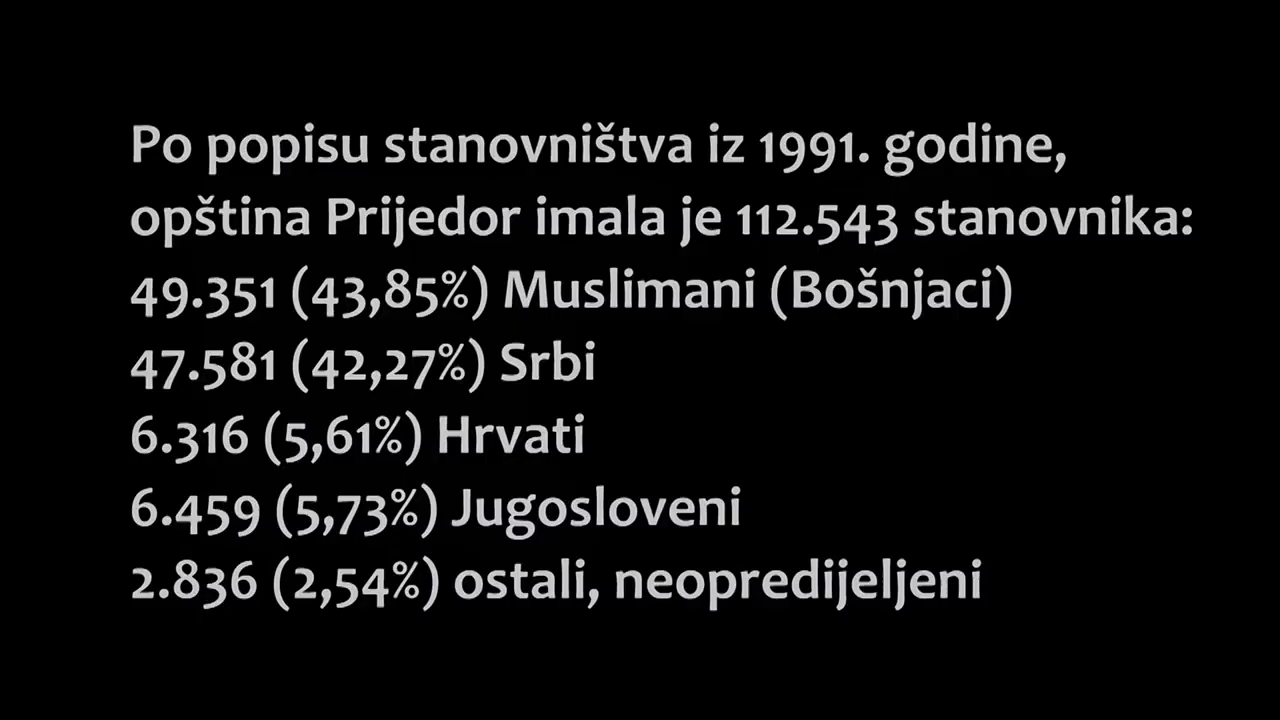 Po popisu stanovništva iz 1991. godine,
opština Prijedor imala je 112.543 stanovnika:
49.351 (43,85%) Muslimani (Bošnjaci)
47.581 (42,27%) Srbi
6.316 (5,61%) Hrvati
6.459 (5,73%) Jugosloveni
2.836 (2,54%) ostali, neopredijeljeni